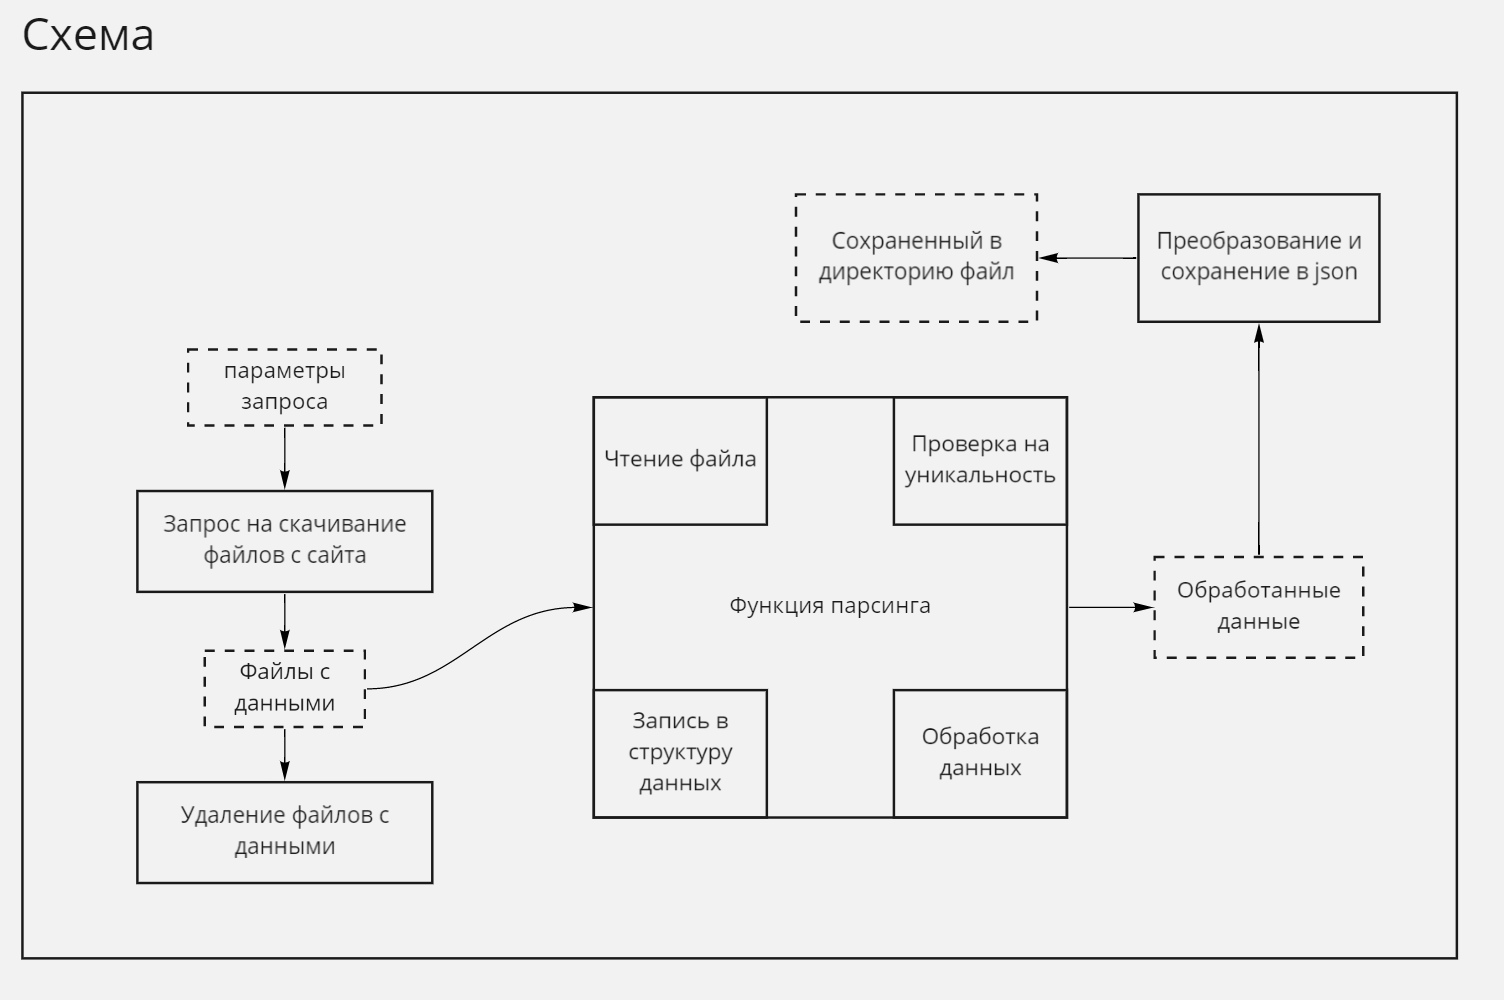 Схема
Сохраненный в
директорию файл
Преобразование и
сохранение в json
параметры
запроса
Запрос на скачивание
файлов с сайта
Файлы с
данными
Удаление файлов с
данными
Чтение файла
Проверка на
уникальность
Функция парсинга
Запись в
структуру
данных
Обработка
данных
Обработанные
данные